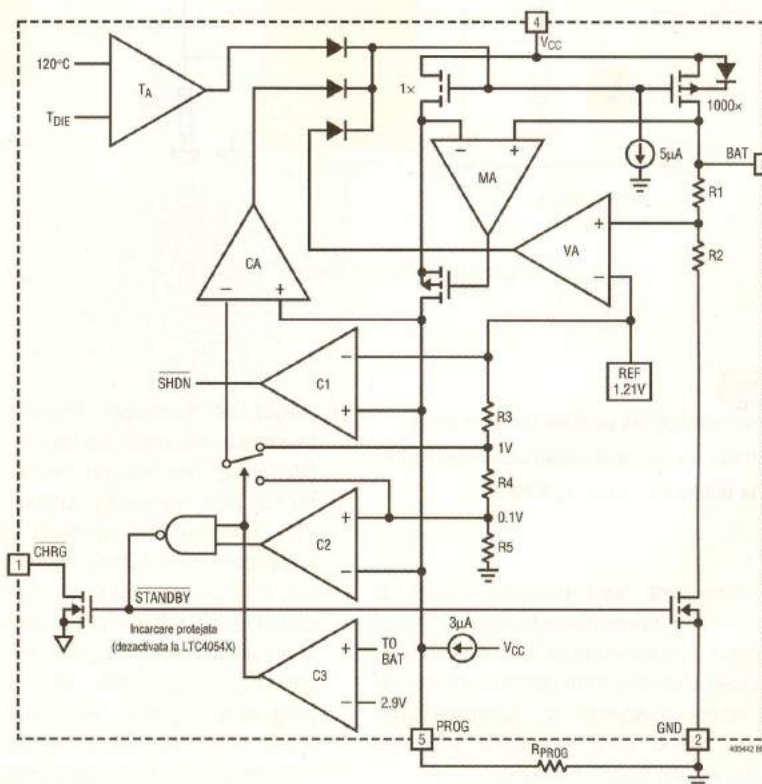 4
VCC
120°C
TA
TDIE
1×
1000×
5µA
BAT
MA
R1
VA
R2
CA
REF
1.21V
SHDN
C1
R3
1V
R4
0.1V
R5
C2
1
CHRG
STANDBY
Incarcare protejata
(dezactivata la LTC4054X)
3µA
VCC
C3
TO
BAT
2.9V
PROG
GND
5
2
RPROG